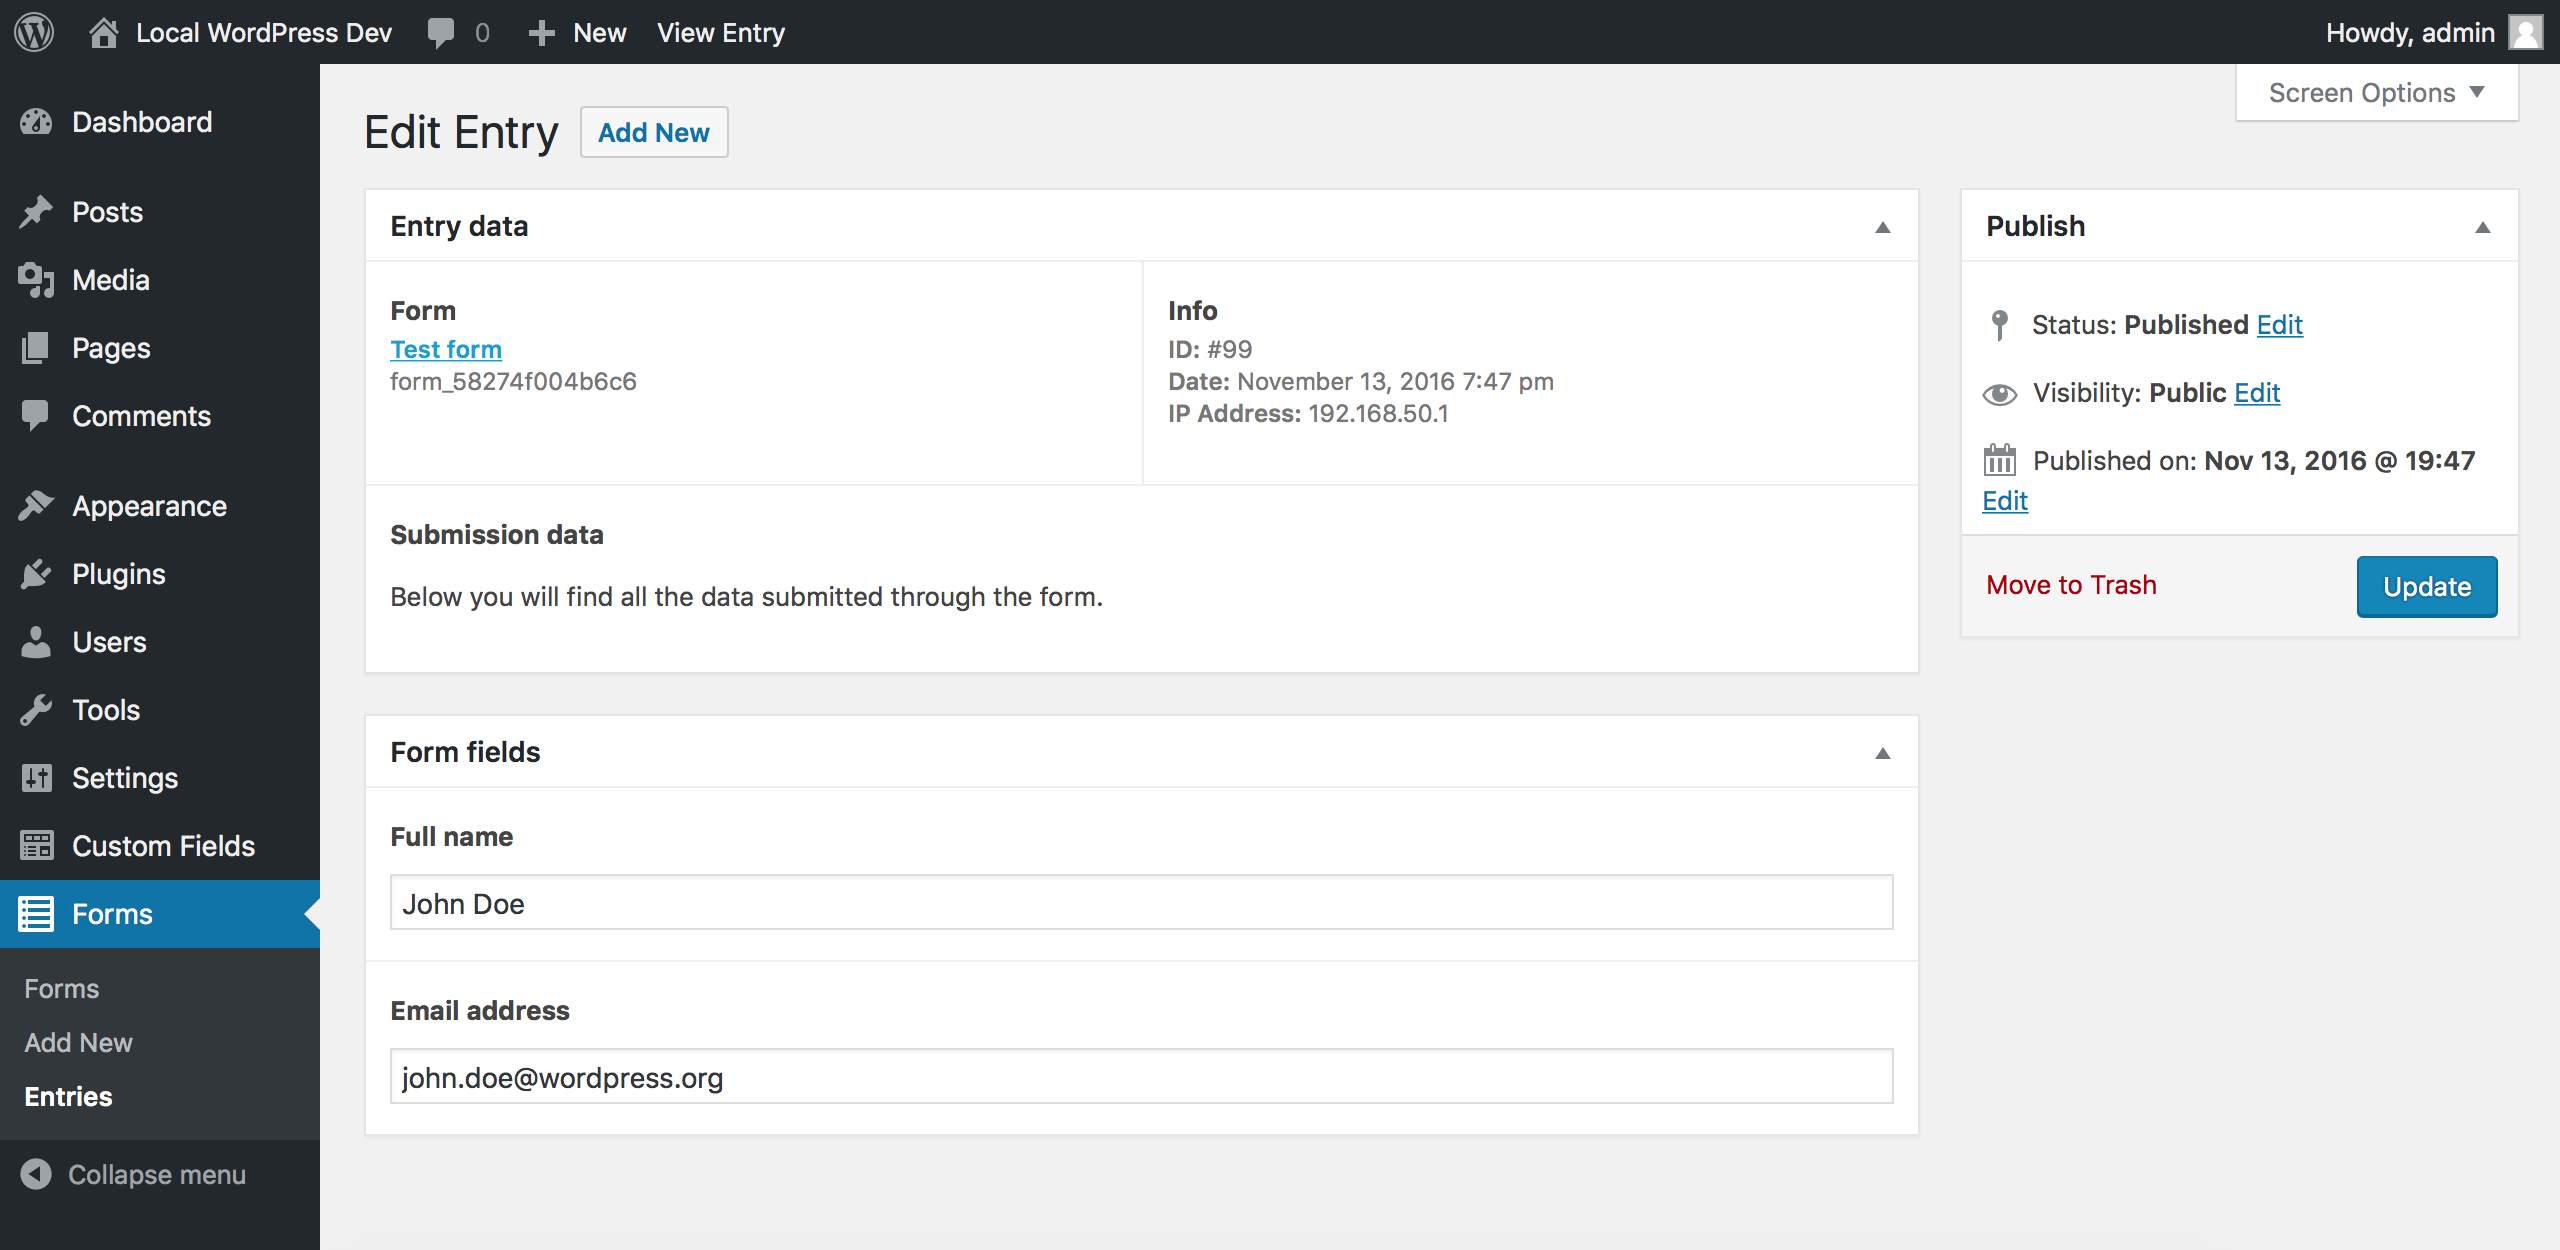 Local WordPress Dev 0 New View Entry Howdy, admin
Dashboard
Posts
Media
Pages
Comments
Appearance
Plugins
Users
Tools
Settings
Custom Fields
Forms
Forms
Add New
Entries
Collapse menu
Screen Options
Edit Entry Add New
Entry data
Form
Test form
form_58274f004b6c6
Info
ID: #99
Date: November 13, 2016 7:47 pm
IP Address: 192.168.50.1
Submission data
Below you will find all the data submitted through the form.
Form fields
Full name
John Doe
Email address
john.doe@wordpress.org
Publish
Status: Published Edit
Visibility: Public Edit
Published on: Nov 13, 2016 @ 19:47
Edit
Move to Trash Update